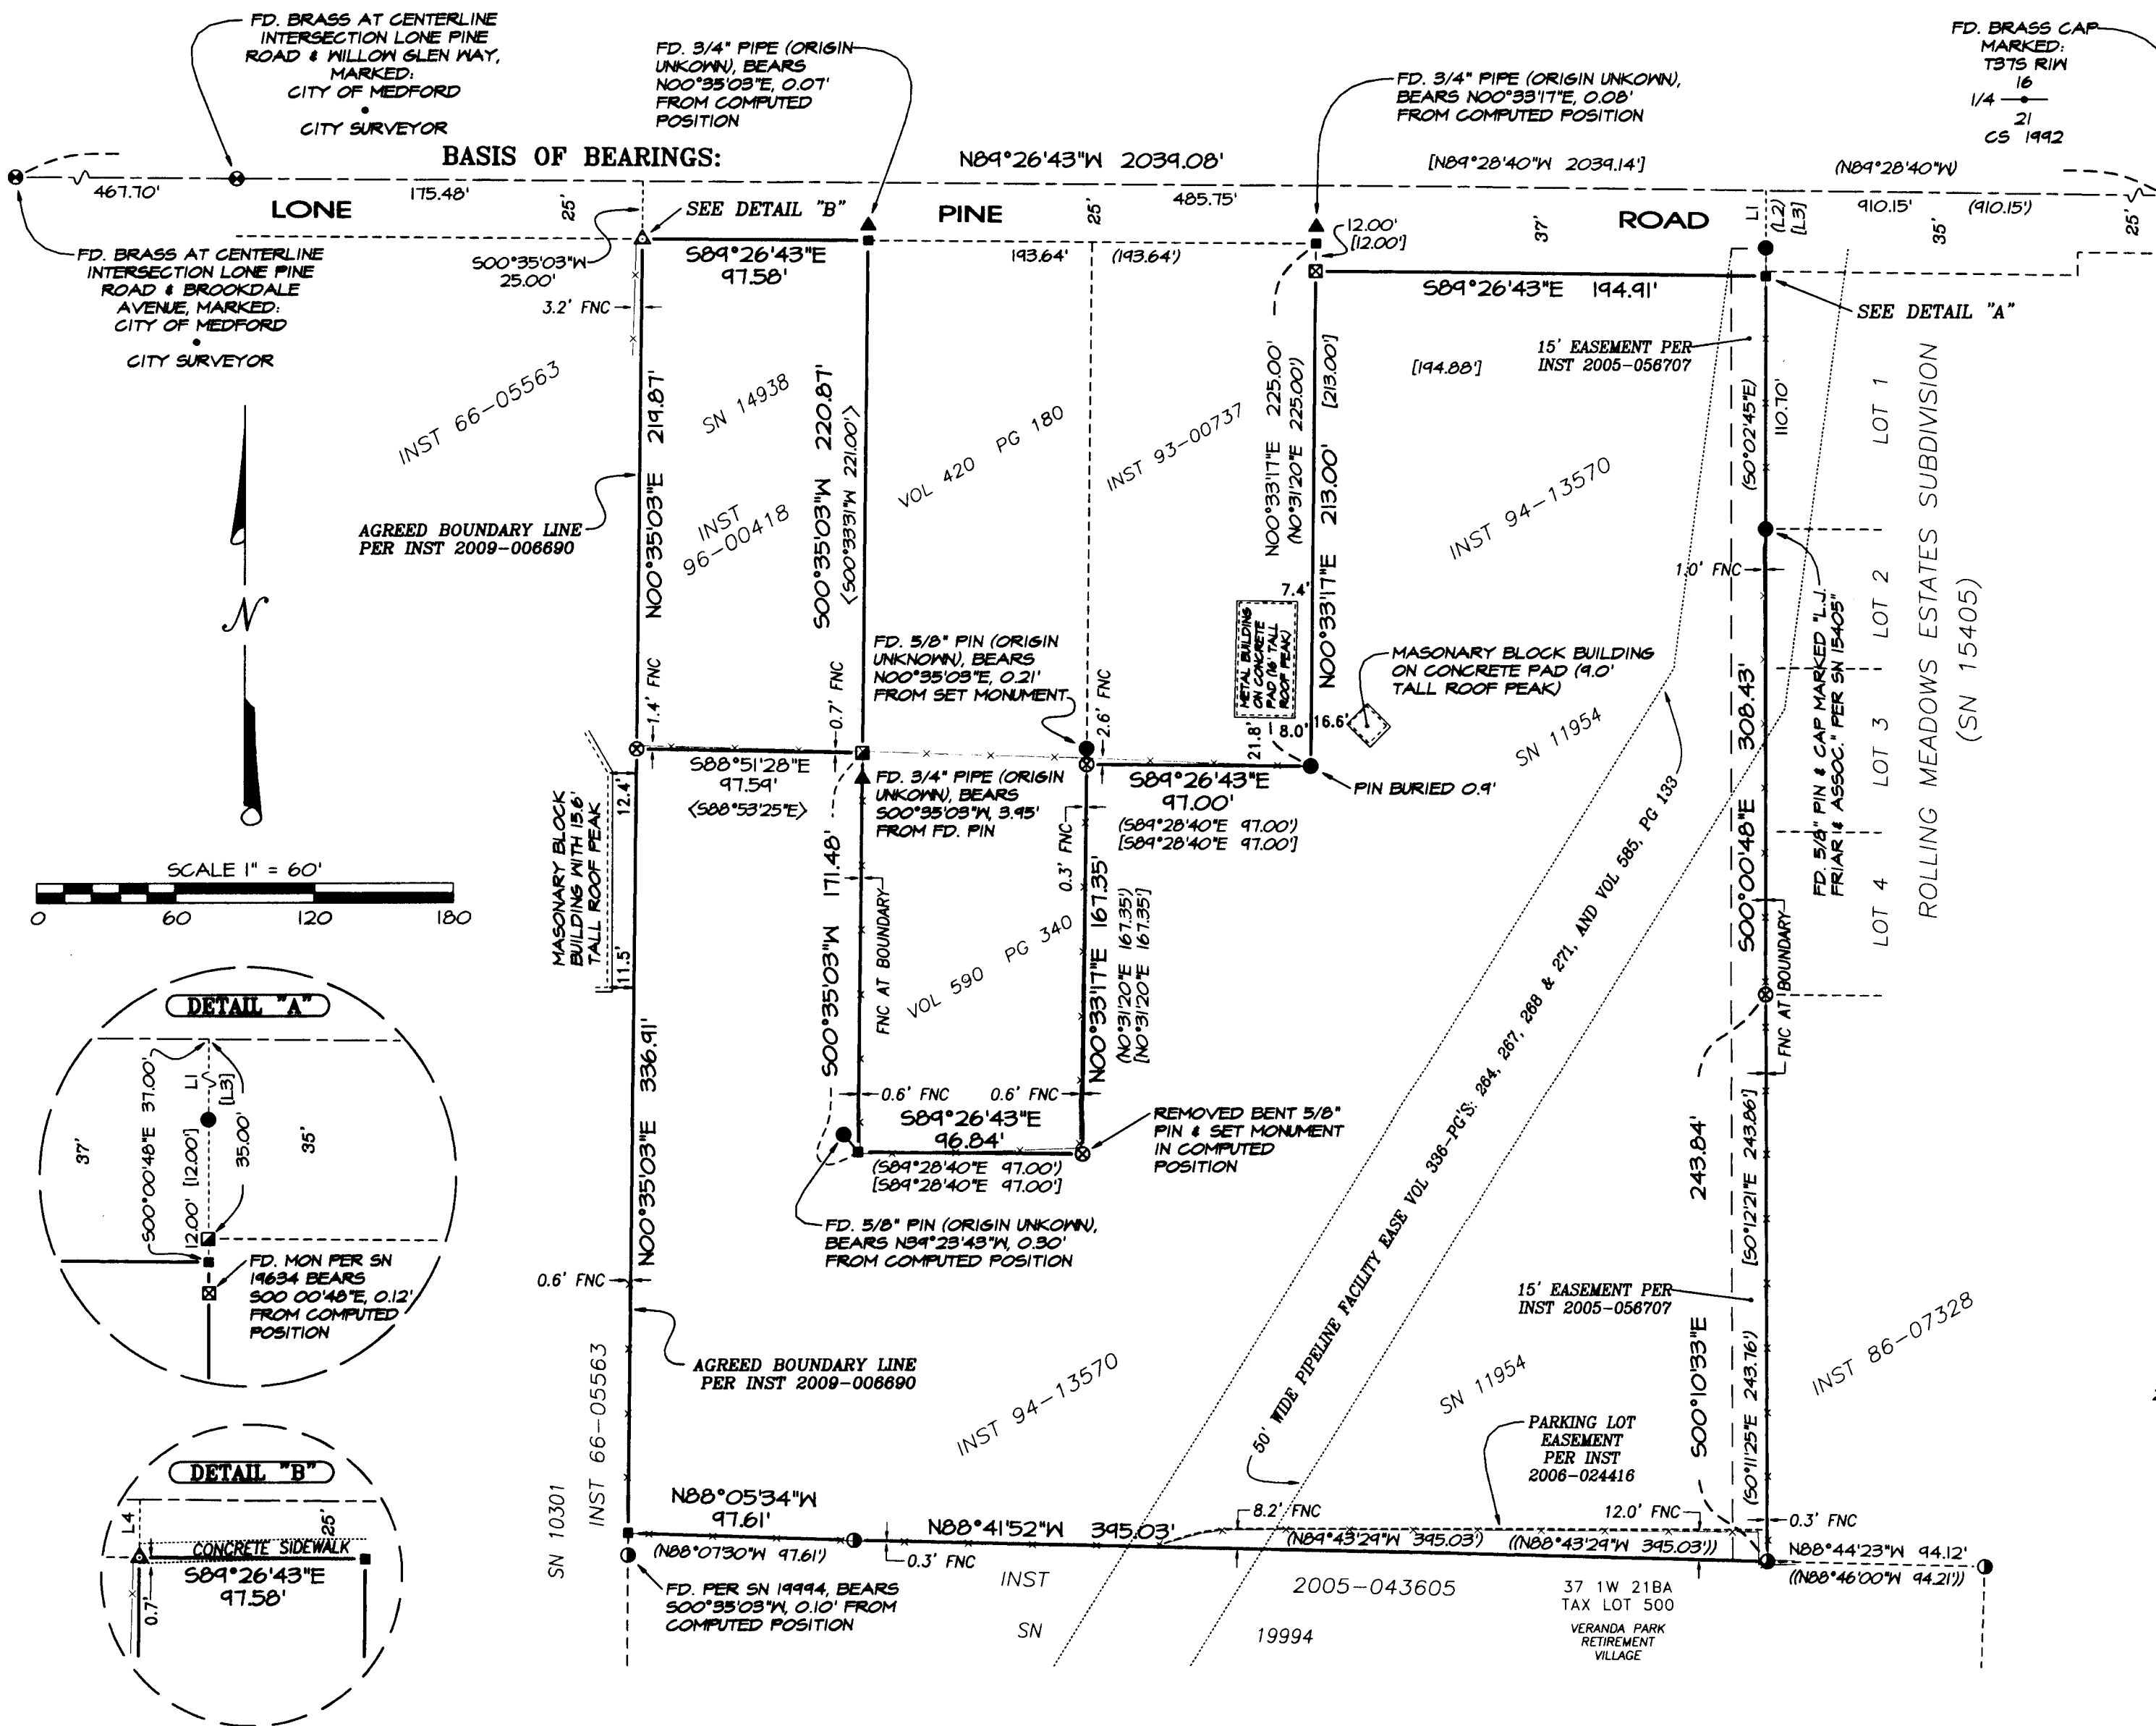 FD. BRASS AT CENTERLINE
INTERSECTION LONE PINE
ROAD & WILLOW GLEN WAY,
MARKED:
CITY OF MEDFORD
•
CITY SURVEYOR
FD. 3/4" PIPE (ORIGIN
UNKOWN), BEARS
N00°35'03"E, 0.07'
FROM COMPUTED
POSITION
FD. 3/4" PIPE (ORIGIN UNKOWN),
BEARS N00°33'17"E, 0.08'
FROM COMPUTED POSITION
FD. BRASS CAP
MARKED:
T37S R1W
16
1/4
21
CS 1992
BASIS OF BEARINGS:
N89°26'43"W 2039.08'
[N89°28'40"W 2039.14']
(N89°28'40"W)
467.70'
175.48'
485.75'
910.15'
(910.15')
LONE
PINE
ROAD
25'
25'
37'
L1
(L2)
[L3]
35'
25'
SEE DETAIL "B"
S00°35'03"W
25.00'
S89°26'43"E
97.58'
193.64'
(193.64')
12.00'
[12.00']
S89°26'43"E 194.91'
[194.88']
SEE DETAIL "A"
FD. BRASS AT CENTERLINE
INTERSECTION LONE PINE
ROAD & BROOKDALE
AVENUE, MARKED:
CITY OF MEDFORD
•
CITY SURVEYOR
3.2' FNC
15' EASEMENT PER
INST 2005-056707
INST 66-05563
N00°35'03"E 219.87'
AGREED BOUNDARY LINE
PER INST 2009-006690
SN 14938
INST
96-00418
S00°35'03"W 220.87'
<S00°33'31"W 221.00'>
VOL 420 PG 180
INST 93-00737
N00°33'17"E 225.00'
(N0°31'20"E 225.00')
[213.00']
N00°33'17"E 213.00'
INST 94-13570
(S0°02'45"E)
110.70'
LOT 1
LOT 2
LOT 3
LOT 4
ROLLING MEADOWS ESTATES SUBDIVISION
(SN 15405)
1.0' FNC
FD. 5/8" PIN & CAP MARKED "L.J.
FRIAR & ASSOC." PER SN 15405"
N
SCALE 1" = 60'
0 60 120 180
1.4' FNC
0.7' FNC
FD. 5/8" PIN (ORIGIN
UNKNOWN), BEARS
N00°35'03"E, 0.21'
FROM SET MONUMENT
2.6' FNC
METAL BUILDING
ON CONCRETE
PAD (16' TALL
ROOF PEAK)
7.4'
21.8'
8.0'
16.6'
MASONARY BLOCK BUILDING
ON CONCRETE PAD (9.0'
TALL ROOF PEAK)
SN 11954
PIN BURIED 0.9'
S88°51'28"E
97.59'
<S88°53'25"E>
FD. 3/4" PIPE (ORIGIN
UNKOWN), BEARS
S00°35'03"W, 3.95'
FROM FD. PIN
S89°26'43"E
97.00'
(S89°28'40"E 97.00')
[S89°28'40"E 97.00']
MASONARY BLOCK
BUILDING WITH 13.6'
TALL ROOF PEAK
12.4'
11.5'
S00°35'03"W 171.48'
FNC AT BOUNDARY
VOL 590 PG 340
0.3' FNC
N00°33'17"E 167.35'
(N0°31'20"E 167.35')
[N0°31'20"E 167.35']
0.6' FNC
0.6' FNC
S89°26'43"E
96.84'
(S89°28'40"E 97.00')
[S89°28'40"E 97.00']
REMOVED BENT 5/8"
PIN & SET MONUMENT
IN COMPUTED
POSITION
FD. 5/8" PIN (ORIGIN UNKOWN),
BEARS N39°23'43"W, 0.30'
FROM COMPUTED POSITION
50' WIDE PIPELINE FACILITY EASE VOL 336-PG'S: 264, 267, 268 & 271, AND VOL 585, PG 133
S00°00'48"E 308.43'
FNC AT BOUNDARY
S00°10'33"E 243.84'
[S0°12'21"E 243.86']
(S0°11'25"E 243.76')
15' EASEMENT PER
INST 2005-056707
INST 86-07328
DETAIL "A"
37'
S00°00'48"E 37.00'
L1
[L3]
12.00' [12.00']
35.00'
35'
FD. MON PER SN
19634 BEARS
S00 00'48"E, 0.12'
FROM COMPUTED
POSITION
0.6' FNC
N00°35'03"E 336.91'
AGREED BOUNDARY LINE
PER INST 2009-006690
SN 10301
INST 66-05563
INST 94-13570
SN 11954
PARKING LOT
EASEMENT
PER INST
2006-024416
DETAIL "B"
L4
25'
CONCRETE SIDEWALK
S89°26'43"E
97.58'
0.7'
N88°05'34"W
97.61'
(N88°07'30"W 97.61')
N88°41'52"W 395.03'
0.3' FNC
8.2' FNC
12.0' FNC
(N89°43'29"W 395.03')
((N88°43'29"W 395.03'))
0.3' FNC
N88°44'23"W 94.12'
((N88°46'00"W 94.21'))
FD. PER SN 19994, BEARS
S00°35'03"W, 0.10' FROM
COMPUTED POSITION
INST 2005-043605
SN 19994
37 1W 21BA
TAX LOT 500
VERANDA PARK
RETIREMENT
VILLAGE